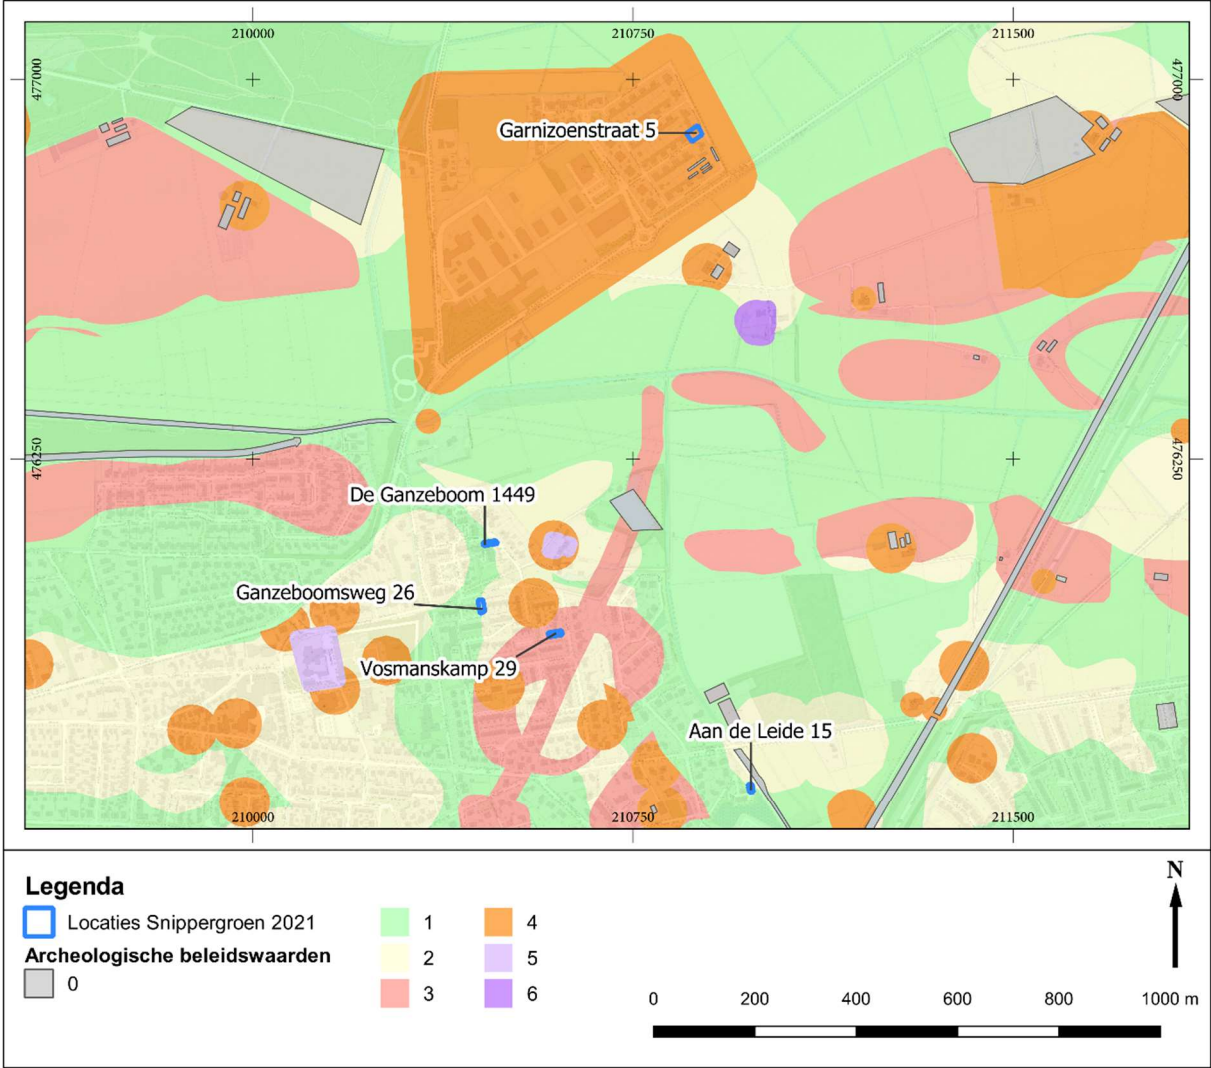 210000 210750 211500
477000 477000
Garnizoenstraat 5
476250 476250
De Ganzeboom 1449
Ganzeboomsweg 26
Vosmanskamp 29
Aan de Leide 15
210000 210750 211500
Legenda
Locaties Snippergroen 2021
Archeologische beleidswaarden
0
1
2
3
4
5
6
N
0 200 400 600 800 1000 m